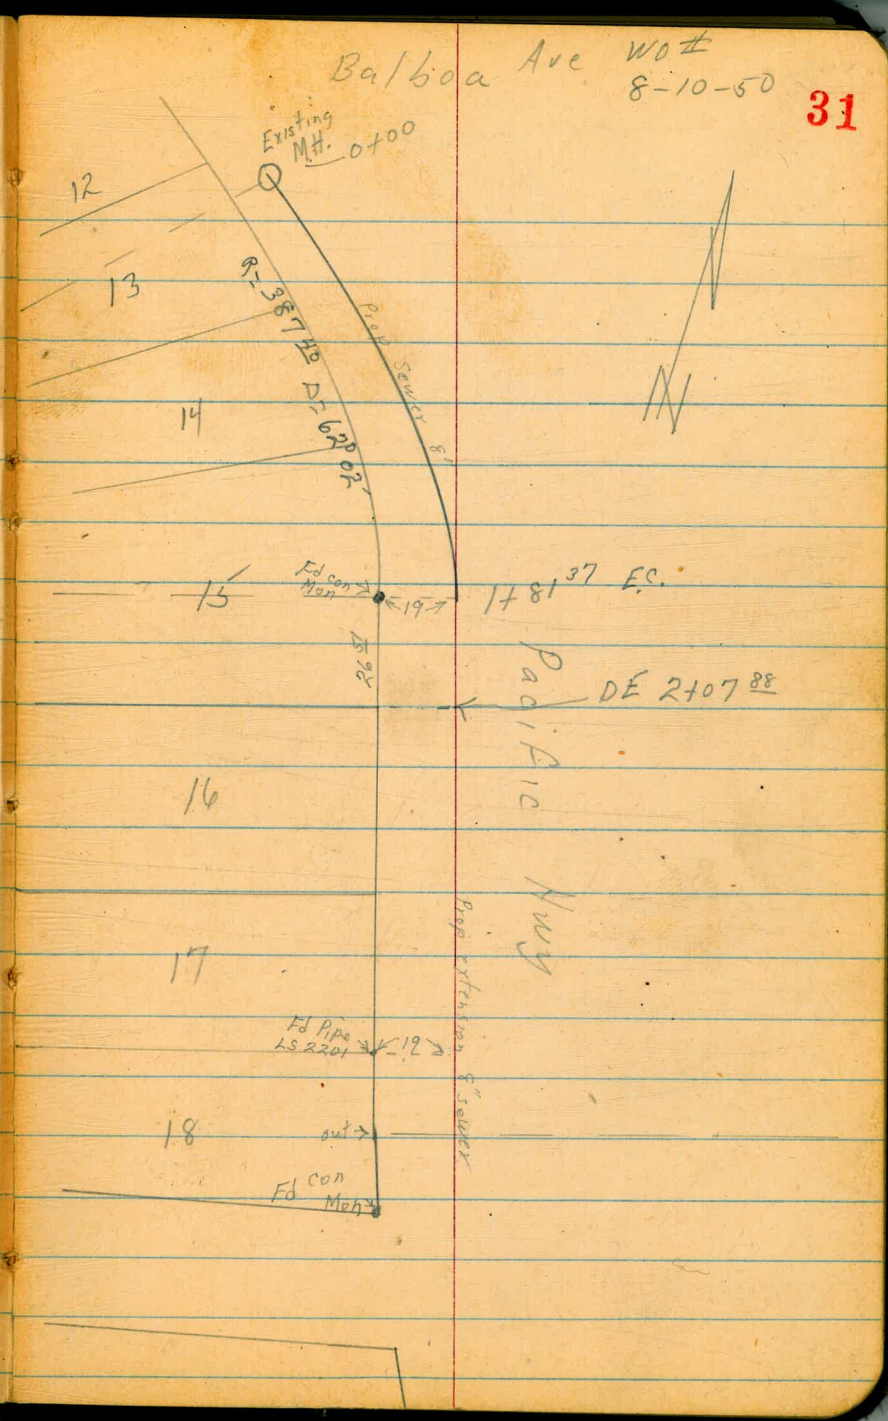 Balboa Ave WO#
8-10-50
31
Existing
M.H. 0+00
12
13
R=387.40 D=62° 02'
Prop Sewer 8"
14
N
Fd con
Mon
15
19
1+81 37 E.C.
Pacific Hwy
DE 2+07 88
16
17
Prop extension 8" sewer
Fd Pipe
LS 2201
19
18
out
Fd con
Mon